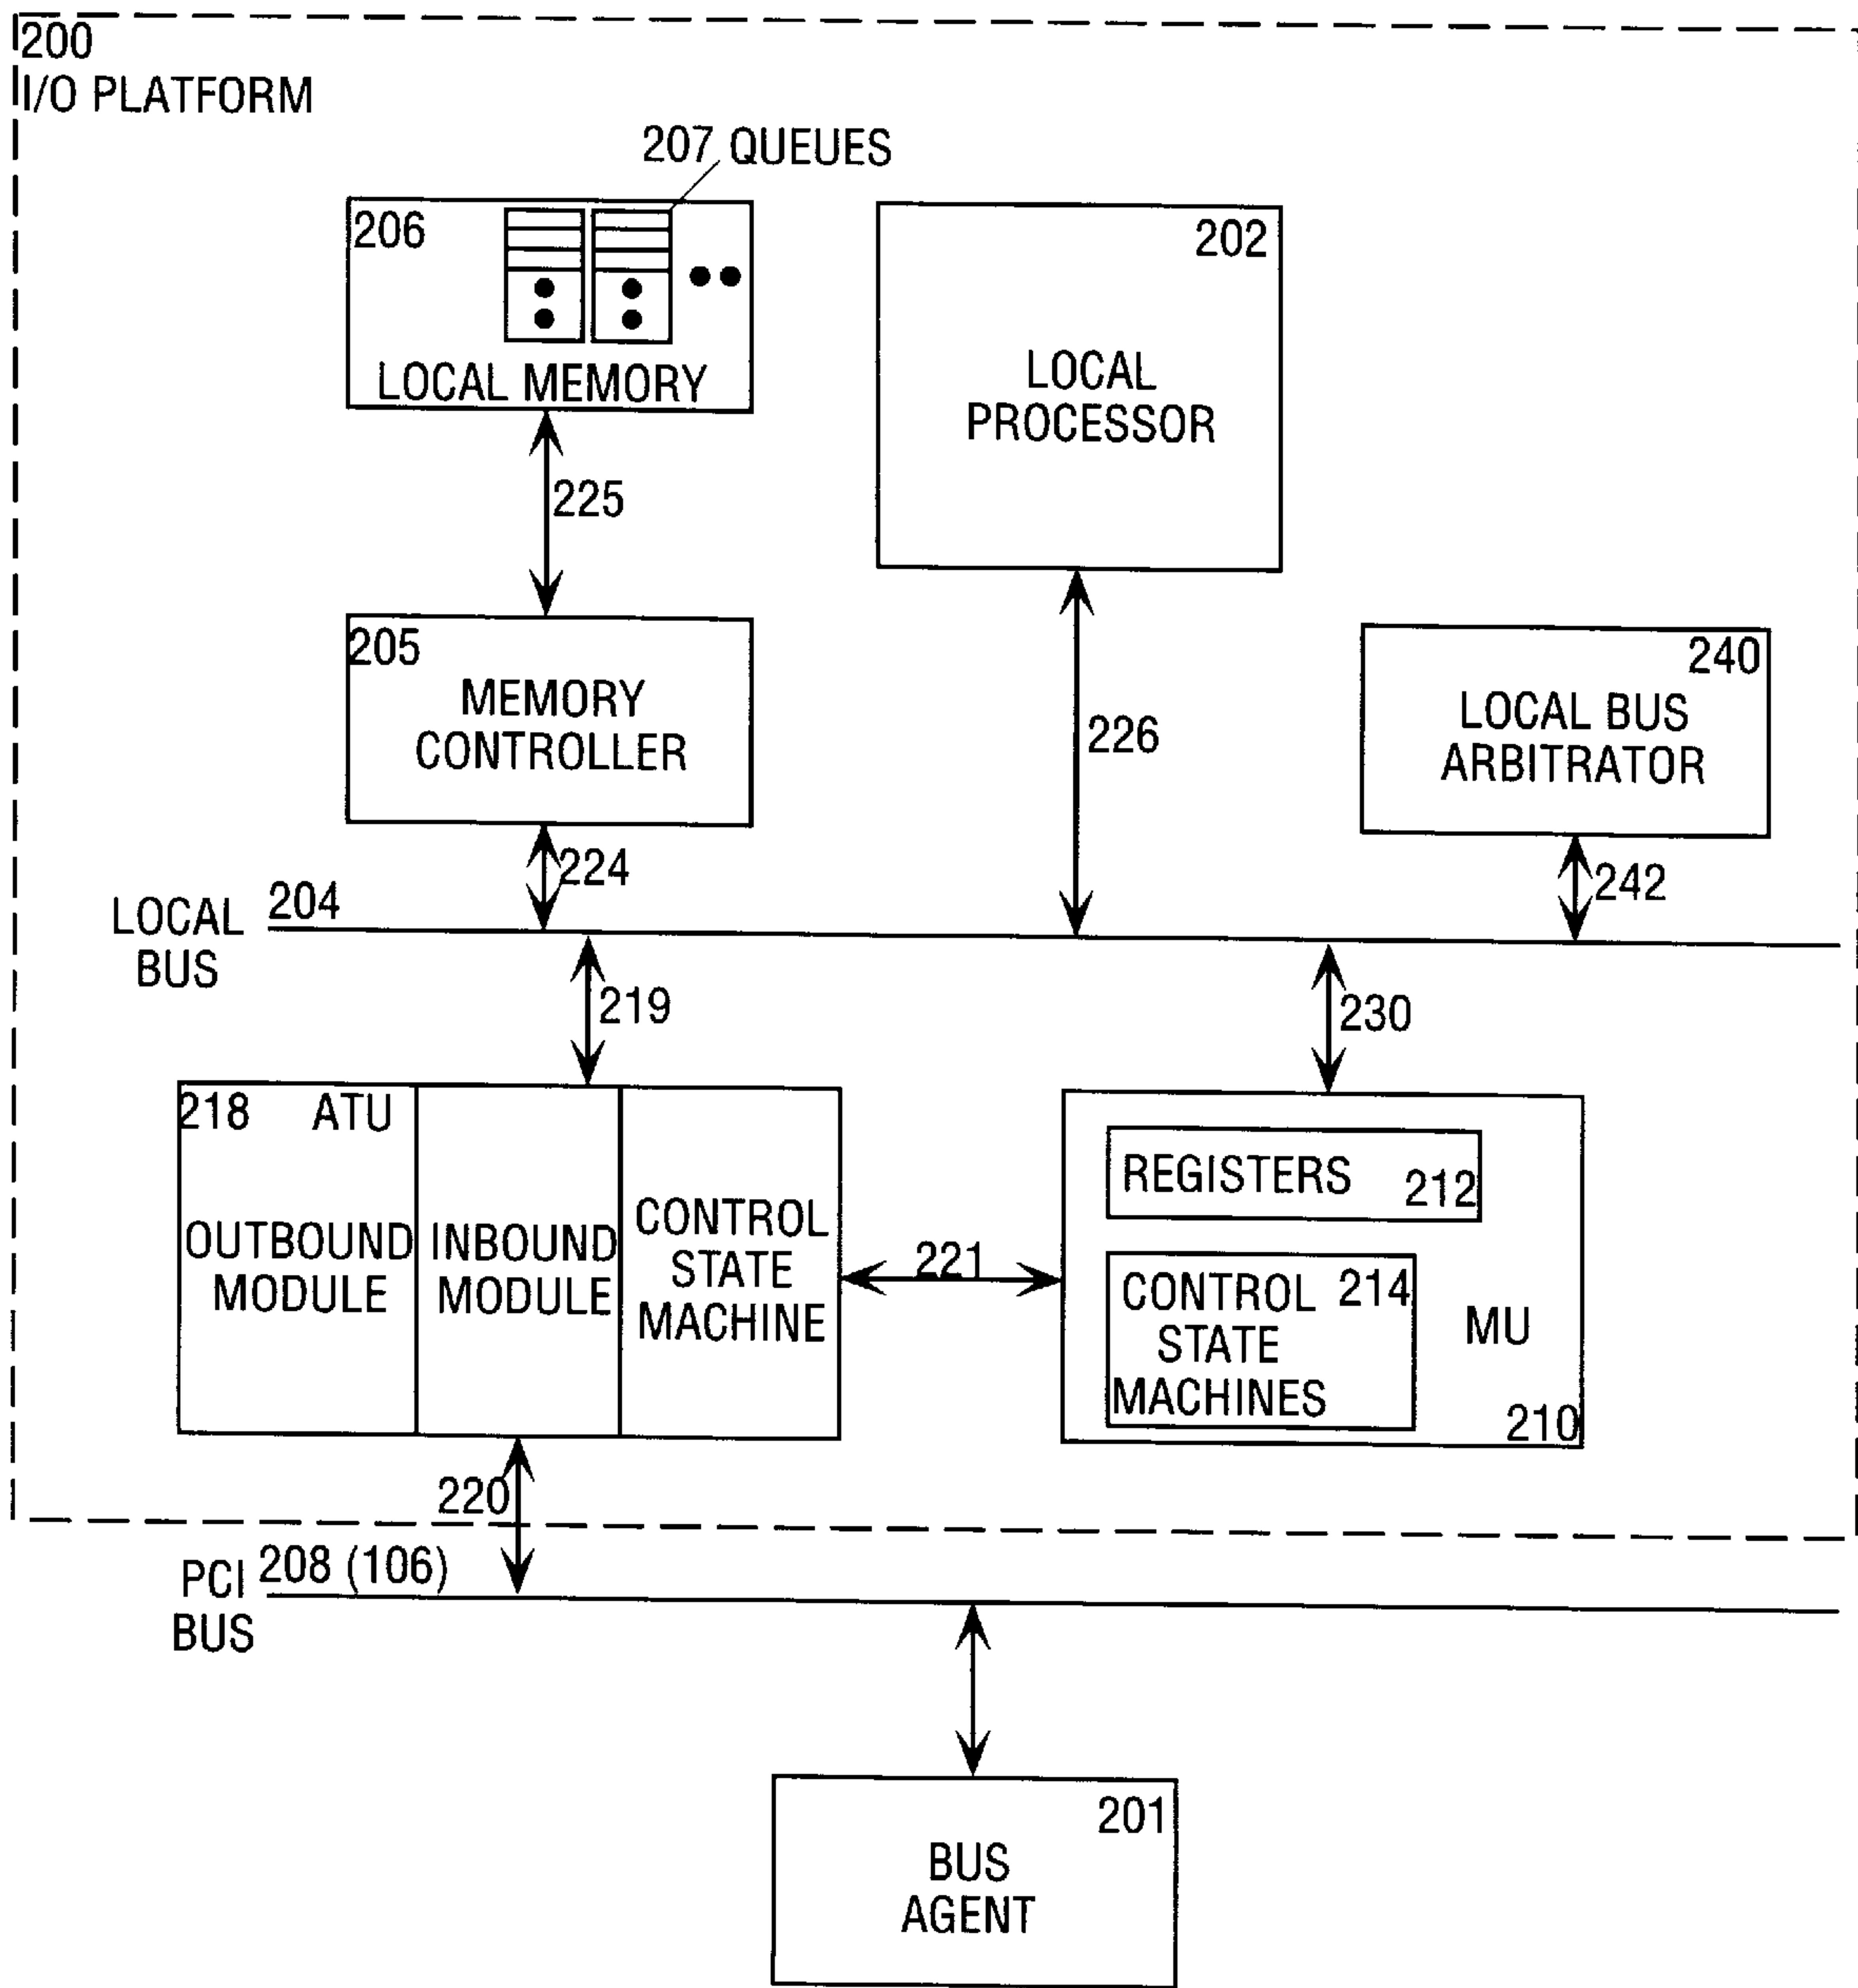 200
I/O PLATFORM
207 QUEUES
206
LOCAL MEMORY
202
LOCAL
PROCESSOR
225
205
MEMORY
CONTROLLER
226
240
LOCAL BUS
ARBITRATOR
224
242
LOCAL
BUS
204
219
230
218 ATU
OUTBOUND
MODULE
INBOUND
MODULE
CONTROL
STATE
MACHINE
221
REGISTERS 212
CONTROL
STATE
MACHINES
214
MU
210
220
PCI
BUS
208 (106)
201
BUS
AGENT